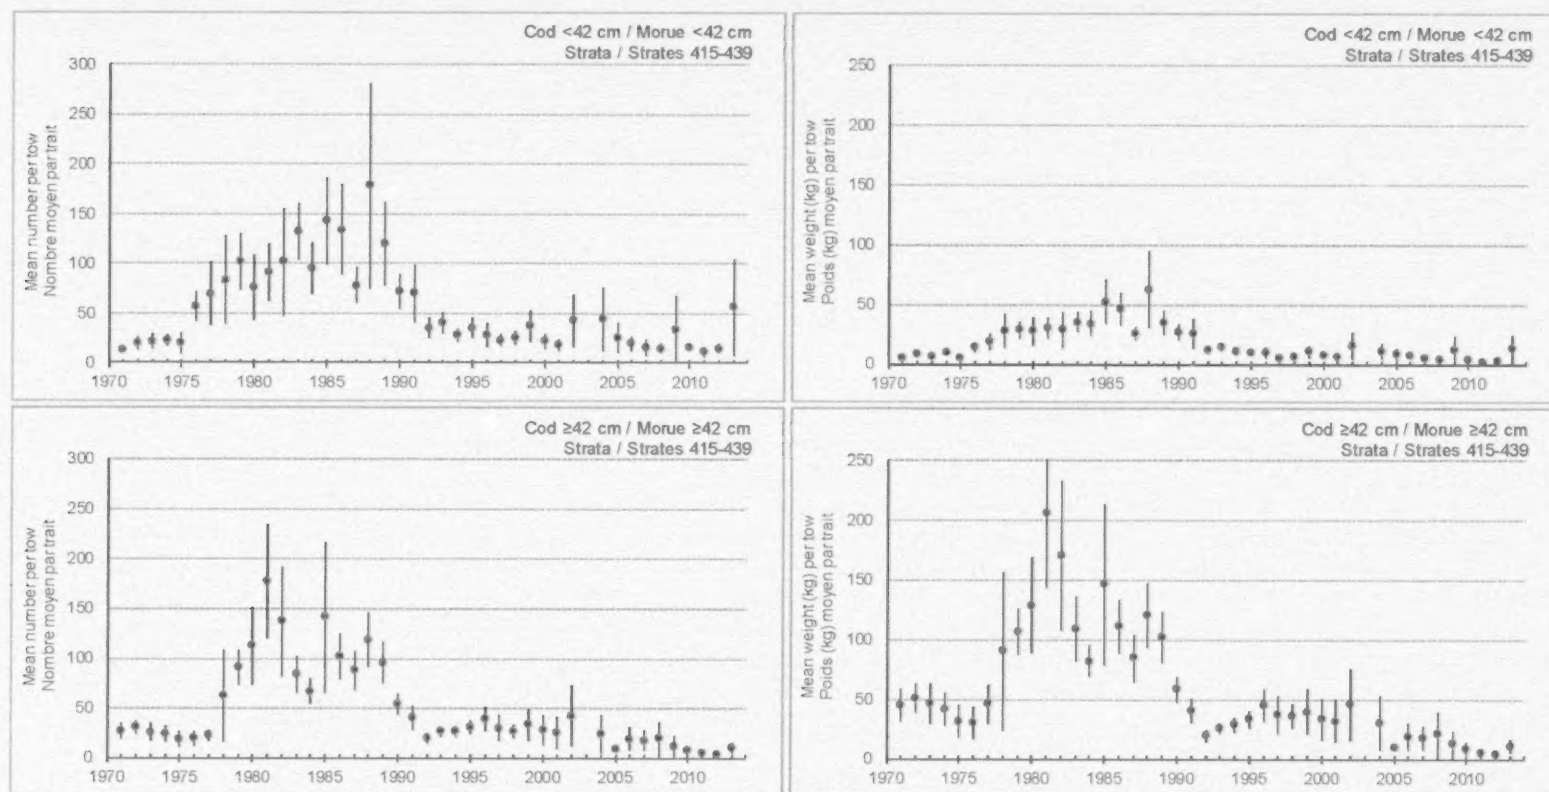 Cod <42 cm / Morue <42 cm
Strata / Strates 415-439
Mean number per tow
Nombre moyen par trait
300
250
200
150
100
50
0
1970 1975 1980 1985 1990 1995 2000 2005 2010
Cod <42 cm / Morue <42 cm
Strata / Strates 415-439
Mean weight (kg) per tow
Poids (kg) moyen par trait
250
200
150
100
50
0
1970 1975 1980 1985 1990 1995 2000 2005 2010
Cod ≥42 cm / Morue ≥42 cm
Strata / Strates 415-439
Mean number per tow
Nombre moyen par trait
300
250
200
150
100
50
0
1970 1975 1980 1985 1990 1995 2000 2005 2010
Cod ≥42 cm / Morue ≥42 cm
Strata / Strates 415-439
Mean weight (kg) per tow
Poids (kg) moyen par trait
250
200
150
100
50
0
1970 1975 1980 1985 1990 1995 2000 2005 2010